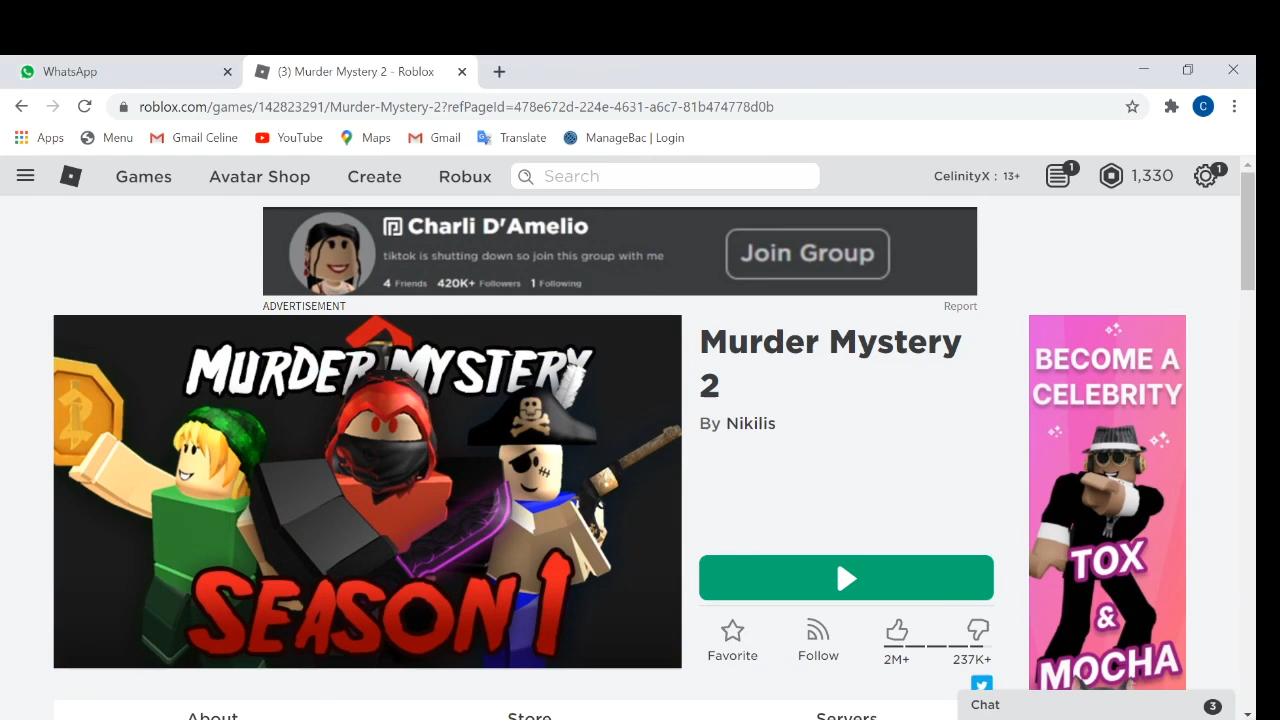 WhatsApp
(3) Murder Mystery 2 - Roblox
roblox.com/games/142823291/Murder-Mystery-2?refPageId=478e672d-224e-4631-a6c7-81b474778d0b
C
Apps
Menu
Gmail Celine
YouTube
Maps
Gmail
Translate
ManageBac | Login
Games
Avatar Shop
Create
Robux
Search
CelinityX : 13+
1
1,330
1
Charli D'Amelio
tiktok is shutting down so join this group with me
4 Friends 420K+ Followers 1 Following
Join Group
ADVERTISEMENT
Report
MURDER MYSTERY
2
SEASON 1
Murder Mystery
2
By Nikilis
Favorite
Follow
2M+
237K+
BECOME A
CELEBRITY
TOX
&
MOCHA
About
Store
Servers
Chat
3